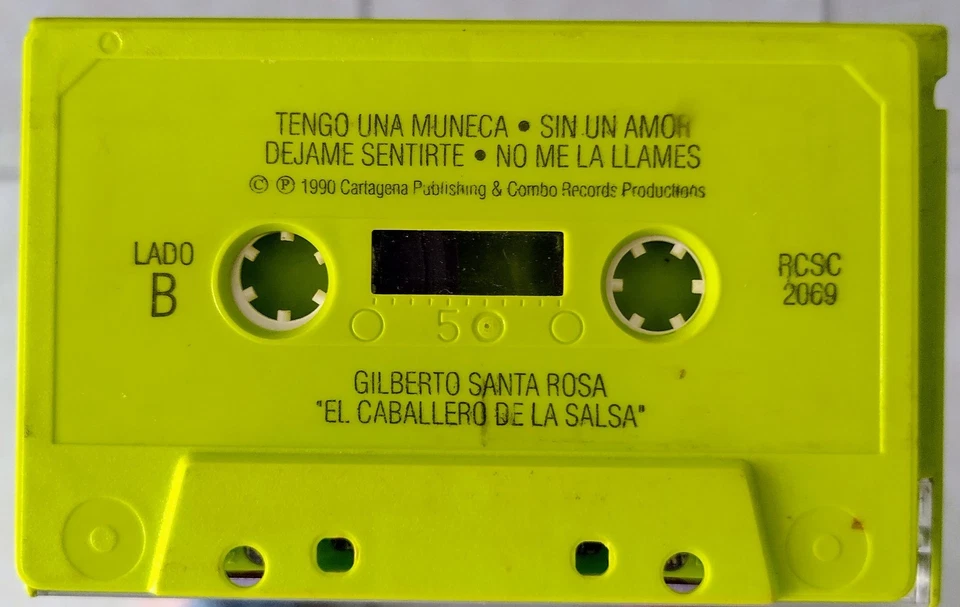 TENGO UNA MUNECA • SIN UN AMOR
DEJAME SENTIRTE • NO ME LA LLAMES
© ℗ 1990 Cartagena Publishing & Combo Records Productions
LADO
B
RCSC
2069
5
GILBERTO SANTA ROSA
"EL CABALLERO DE LA SALSA"